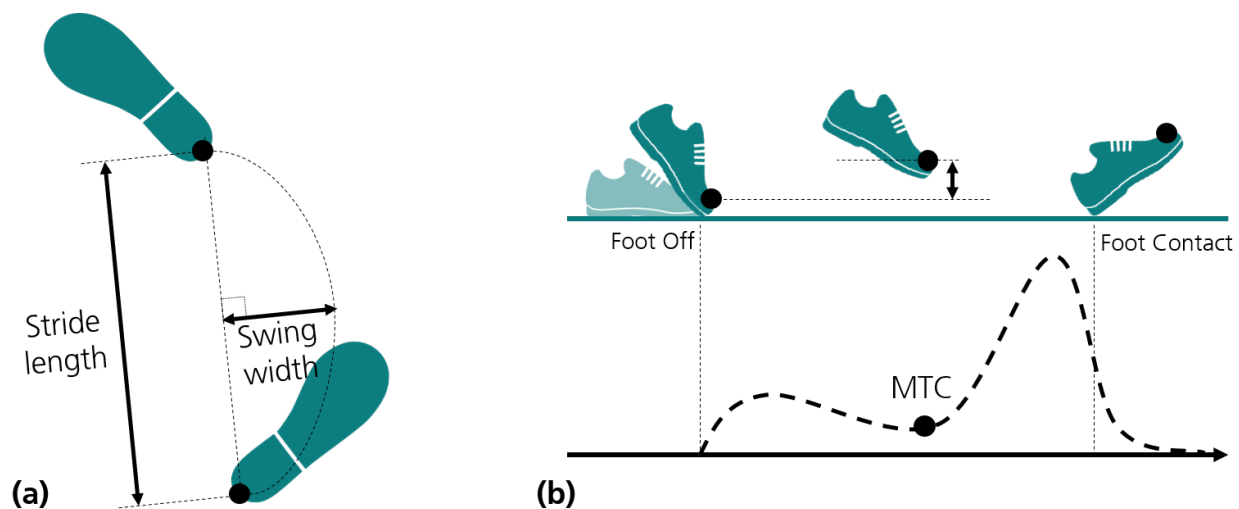 Stride
length
Swing
width
(a)
Foot Off
Foot Contact
MTC
(b)